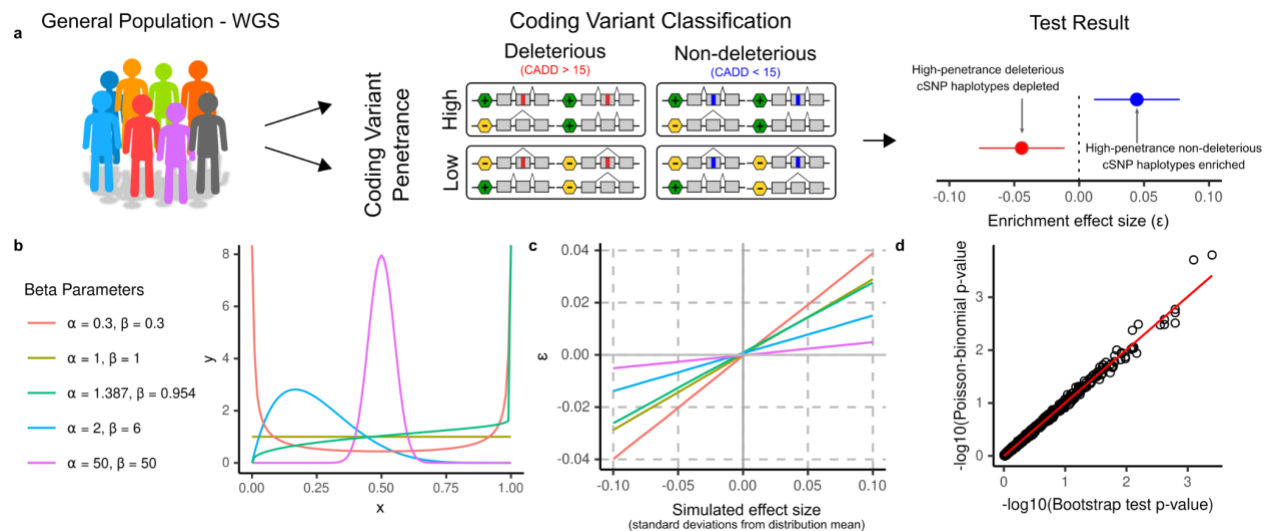 General Population - WGS
Coding Variant Classification
Test Result
a
Deleterious
(CADD > 15)
Non-deleterious
(CADD < 15)
Coding Variant
Penetrance
High
Low
+ + + +
- + - +
- - - -
+ - + -
High-penetrance deleterious
cSNP haplotypes depleted
High-penetrance non-deleterious
cSNP haplotypes enriched
-0.10 -0.05 0.00 0.05 0.10
Enrichment effect size (ε)
b
Beta Parameters
α = 0.3, β = 0.3
α = 1, β = 1
α = 1.387, β = 0.954
α = 2, β = 6
α = 50, β = 50
8
6
4
2
0
y
0.00 0.25 0.50 0.75 1.00
x
c
0.04
0.02
0.00
-0.02
-0.04
ε
-0.10 -0.05 0.00 0.05 0.10
Simulated effect size
(standard deviations from distribution mean)
d
-log10(Poisson-binomial p-value)
3
2
1
0
0 1 2 3
-log10(Bootstrap test p-value)